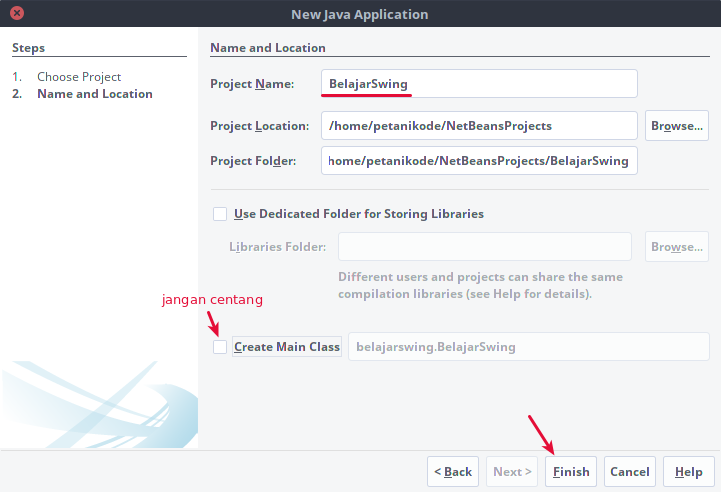 New Java Application
Steps
1. Choose Project
2. Name and Location
Name and Location
Project Name: BelajarSwing
Project Location: /home/petanikode/NetBeansProjects Browse...
Project Folder: home/petanikode/NetBeansProjects/BelajarSwing
Use Dedicated Folder for Storing Libraries
Libraries Folder: Browse...
Different users and projects can share the same
compilation libraries (see Help for details).
jangan centang
Create Main Class belajarswing.BelajarSwing
< Back Next > Finish Cancel Help